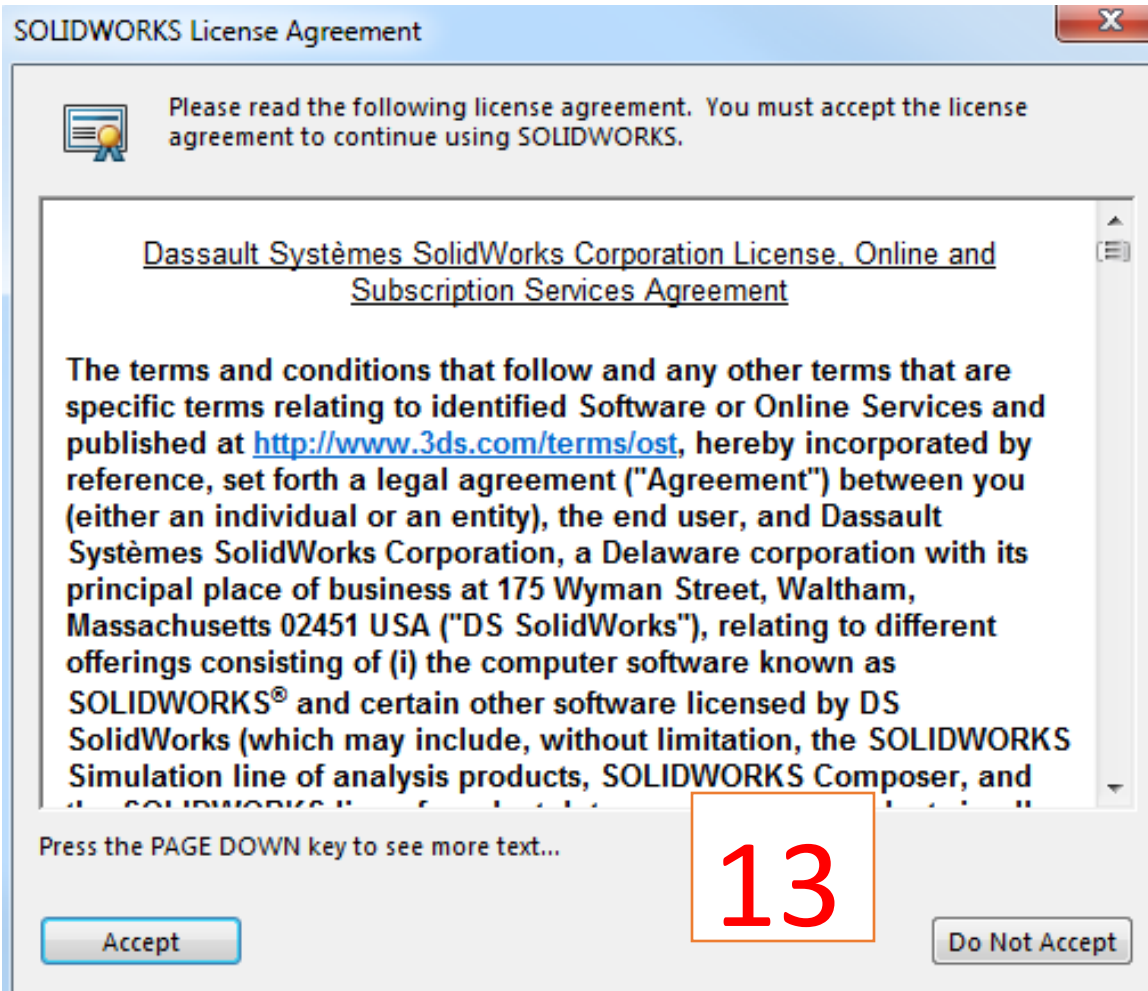 SOLIDWORKS License Agreement
Please read the following license agreement.  You must accept the license
agreement to continue using SOLIDWORKS.
Dassault Systèmes SolidWorks Corporation License, Online and
Subscription Services Agreement
The terms and conditions that follow and any other terms that are
specific terms relating to identified Software or Online Services and
published at http://www.3ds.com/terms/ost, hereby incorporated by
reference, set forth a legal agreement ("Agreement") between you
(either an individual or an entity), the end user, and Dassault
Systèmes SolidWorks Corporation, a Delaware corporation with its
principal place of business at 175 Wyman Street, Waltham,
Massachusetts 02451 USA ("DS SolidWorks"), relating to different
offerings consisting of (i) the computer software known as
SOLIDWORKS® and certain other software licensed by DS
SolidWorks (which may include, without limitation, the SOLIDWORKS
Simulation line of analysis products, SOLIDWORKS Composer, and
Press the PAGE DOWN key to see more text...
13
Accept
Do Not Accept